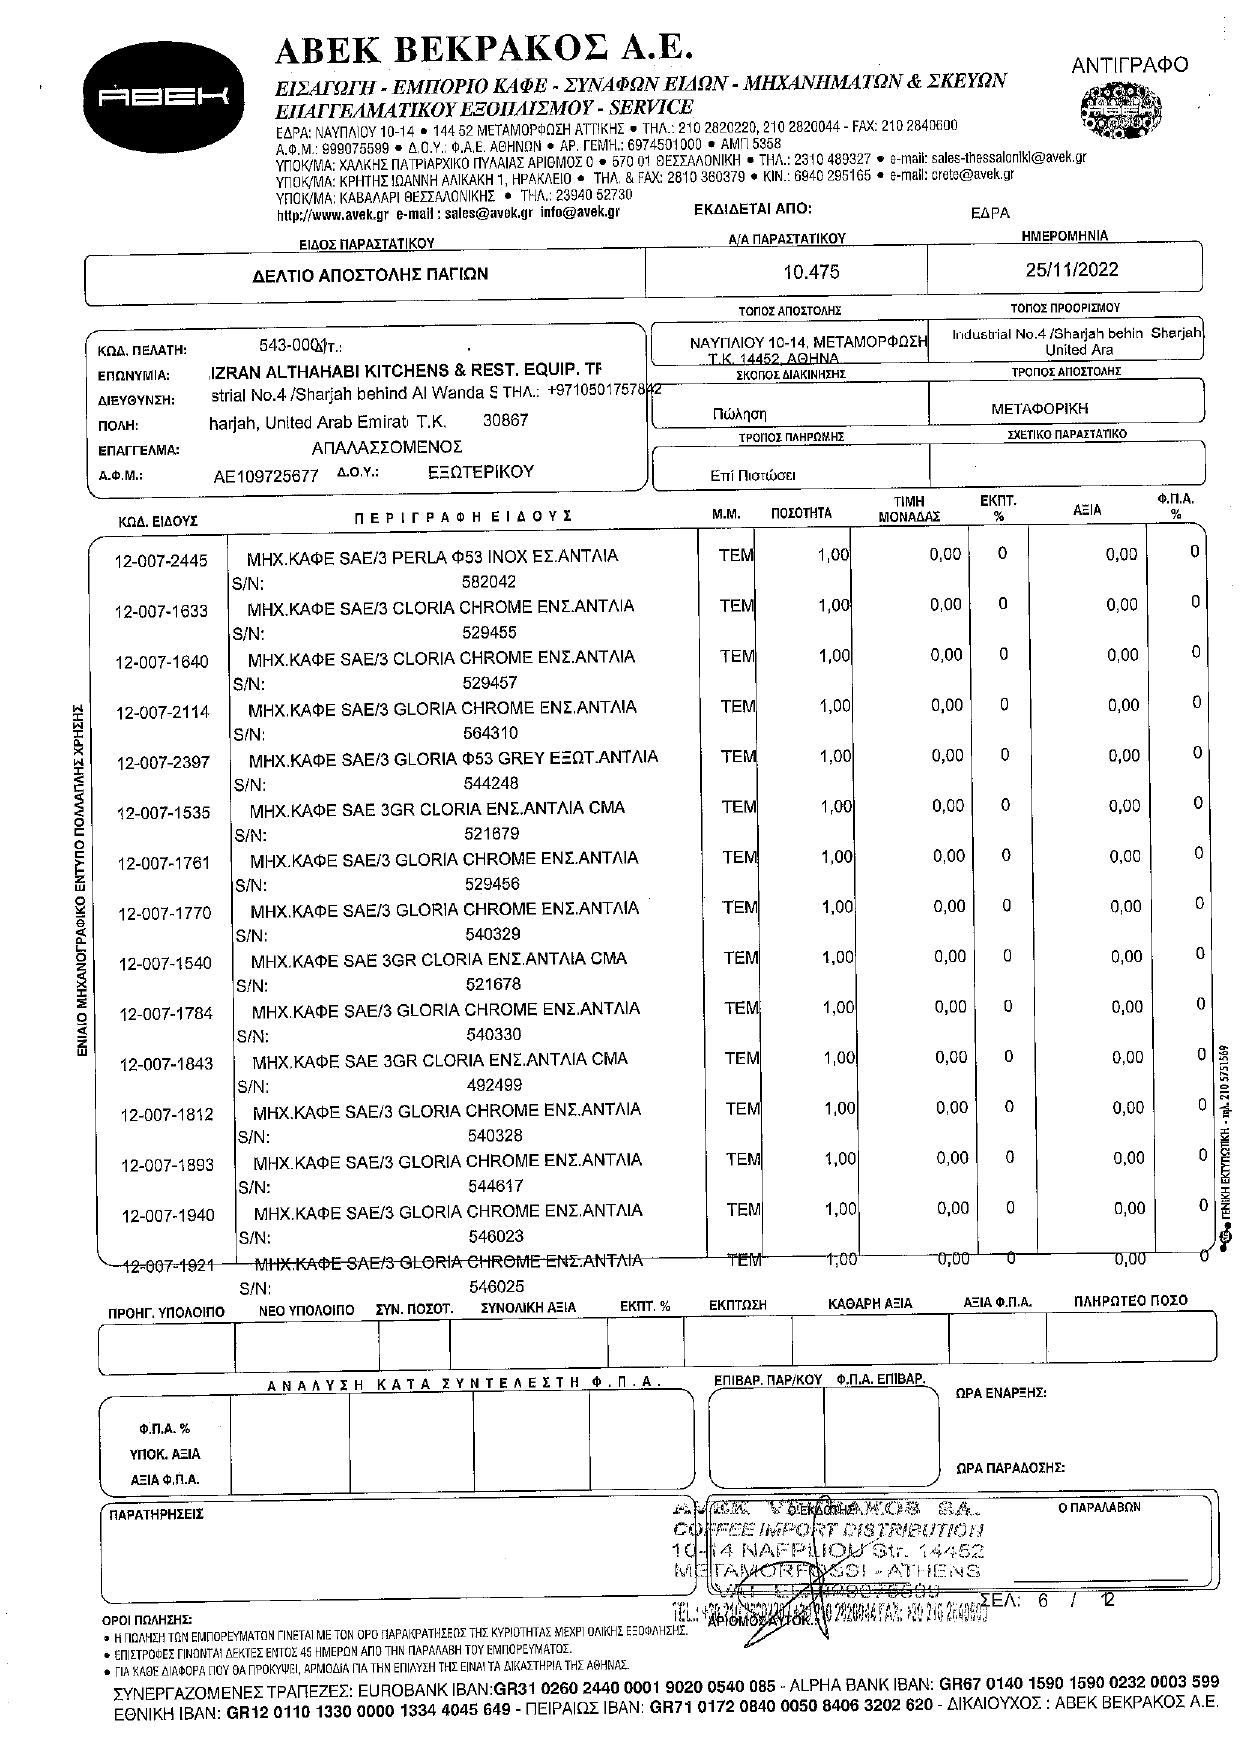 ΑΒΕΚ ΒΕΚΡΑΚΟΣ Α.Ε.
ΑΝΤΙΓΡΑΦΟ
ABEK
ΕΙΣΑΓΩΓΗ - ΕΜΠΟΡΙΟ ΚΑΦΕ - ΣΥΝΑΦΩΝ ΕΙΔΩΝ - ΜΗΧΑΝΗΜΑΤΩΝ & ΣΚΕΥΩΝ
ΕΠΑΓΓΕΛΜΑΤΙΚΟΥ ΕΞΟΠΛΙΣΜΟΥ - SERVICE
ΕΔΡΑ: ΝΑΥΠΛΙΟΥ 10-14 • 144 52 ΜΕΤΑΜΟΡΦΩΣΗ ΑΤΤΙΚΗΣ • ΤΗΛ.: 210 2820220, 210 2820044 - FAX: 210 2840600
Α.Φ.Μ.: 999075599 • Δ.Ο.Υ.: Φ.Α.Ε. ΑΘΗΝΩΝ • ΑΡ. ΓΕΜΗ.: 6974501000 • ΑΜΠ 5358
ΥΠΟΚ/ΜΑ: ΧΑΛΚΗΣ ΠΑΤΡΙΑΡΧΙΚΟ ΠΥΛΑΙΑΣ ΑΡΙΘΜΟΣ 0 • 570 01 ΘΕΣΣΑΛΟΝΙΚΗ • ΤΗΛ.: 2310 489327 • e-mail: sales-thessaloniki@avek.gr
ΥΠΟΚ/ΜΑ: ΚΡΗΤΗΣ ΙΩΑΝΝΗ ΑΛΙΚΑΚΗ 1, ΗΡΑΚΛΕΙΟ • ΤΗΛ. & FAX: 2810 360379 • ΚΙΝ.: 6940 295165 • e-mail: crete@avek.gr
ΥΠΟΚ/ΜΑ: ΚΑΒΑΛΑΡΙ ΘΕΣΣΑΛΟΝΙΚΗΣ • ΤΗΛ.: 23940 52730
http://www.avek.gr e-mail : sales@avek.gr info@avek.gr ΕΚΔΙΔΕΤΑΙ ΑΠΟ: ΕΔΡΑ
ΕΙΔΟΣ ΠΑΡΑΣΤΑΤΙΚΟΥ Α/Α ΠΑΡΑΣΤΑΤΙΚΟΥ ΗΜΕΡΟΜΗΝΙΑ
ΔΕΛΤΙΟ ΑΠΟΣΤΟΛΗΣ ΠΑΓΙΩΝ 10.475 25/11/2022
ΤΟΠΟΣ ΑΠΟΣΤΟΛΗΣ ΤΟΠΟΣ ΠΡΟΟΡΙΣΜΟΥ
ΚΩΔ. ΠΕΛΑΤΗ: 543-000 τ.:
ΝΑΥΠΛΙΟΥ 10-14, ΜΕΤΑΜΟΡΦΩΣΗ
Τ.Κ. 14452, ΑΘΗΝΑ
Industrial No.4 /Sharjah behin Sharjah
United Ara
ΕΠΩΝΥΜΙΑ: IZRAN ALTHAHABI KITCHENS & REST. EQUIP. TF
ΣΚΟΠΟΣ ΔΙΑΚΙΝΗΣΗΣ ΤΡΟΠΟΣ ΑΠΟΣΤΟΛΗΣ
ΔΙΕΥΘΥΝΣΗ: strial No.4 /Sharjah behind Al Wanda S ΤΗΛ.: +9710501757842
Πώληση ΜΕΤΑΦΟΡΙΚΗ
ΠΟΛΗ: harjah, United Arab Emirat Τ.Κ. 30867
ΤΡΟΠΟΣ ΠΛΗΡΩΜΗΣ ΣΧΕΤΙΚΟ ΠΑΡΑΣΤΑΤΙΚΟ
ΕΠΑΓΓΕΛΜΑ: ΑΠΑΛΑΣΣΟΜΕΝΟΣ
Α.Φ.Μ.: AE109725677 Δ.Ο.Υ.: ΕΞΩΤΕΡΙΚΟΥ
Επί Πιστώσει
ΚΩΔ. ΕΙΔΟΥΣ ΠΕΡΙΓΡΑΦΗ ΕΙΔΟΥΣ Μ.Μ. ΠΟΣΟΤΗΤΑ ΤΙΜΗ ΜΟΝΑΔΑΣ ΕΚΠΤ. % ΑΞΙΑ Φ.Π.Α. %
12-007-2445 ΜΗΧ.ΚΑΦΕ SAE/3 PERLA Φ53 INOX ΕΣ.ΑΝΤΛΙΑ ΤΕΜ 1,00 0,00 0 0,00 0
S/N: 582042
12-007-1633 ΜΗΧ.ΚΑΦΕ SAE/3 CLORIA CHROME ΕΝΣ.ΑΝΤΛΙΑ ΤΕΜ 1,00 0,00 0 0,00 0
S/N: 529455
12-007-1640 ΜΗΧ.ΚΑΦΕ SAE/3 CLORIA CHROME ΕΝΣ.ΑΝΤΛΙΑ ΤΕΜ 1,00 0,00 0 0,00 0
S/N: 529457
12-007-2114 ΜΗΧ.ΚΑΦΕ SAE/3 GLORIA CHROME ΕΝΣ.ΑΝΤΛΙΑ ΤΕΜ 1,00 0,00 0 0,00 0
S/N: 564310
12-007-2397 ΜΗΧ.ΚΑΦΕ SAE/3 GLORIA Φ53 GREY ΕΞΩΤ.ΑΝΤΛΙΑ ΤΕΜ 1,00 0,00 0 0,00 0
S/N: 544248
12-007-1535 ΜΗΧ.ΚΑΦΕ SAE 3GR CLORIA ΕΝΣ.ΑΝΤΛΙΑ CMA ΤΕΜ 1,00 0,00 0 0,00 0
S/N: 521679
12-007-1761 ΜΗΧ.ΚΑΦΕ SAE/3 GLORIA CHROME ΕΝΣ.ΑΝΤΛΙΑ ΤΕΜ 1,00 0,00 0 0,00 0
S/N: 529456
12-007-1770 ΜΗΧ.ΚΑΦΕ SAE/3 GLORIA CHROME ΕΝΣ.ΑΝΤΛΙΑ ΤΕΜ 1,00 0,00 0 0,00 0
S/N: 540329
12-007-1540 ΜΗΧ.ΚΑΦΕ SAE 3GR CLORIA ΕΝΣ.ΑΝΤΛΙΑ CMA ΤΕΜ 1,00 0,00 0 0,00 0
S/N: 521678
12-007-1784 ΜΗΧ.ΚΑΦΕ SAE/3 GLORIA CHROME ΕΝΣ.ΑΝΤΛΙΑ ΤΕΜ 1,00 0,00 0 0,00 0
S/N: 540330
12-007-1843 ΜΗΧ.ΚΑΦΕ SAE 3GR CLORIA ΕΝΣ.ΑΝΤΛΙΑ CMA ΤΕΜ 1,00 0,00 0 0,00 0
S/N: 492499
12-007-1812 ΜΗΧ.ΚΑΦΕ SAE/3 GLORIA CHROME ΕΝΣ.ΑΝΤΛΙΑ ΤΕΜ 1,00 0,00 0 0,00 0
S/N: 540328
12-007-1893 ΜΗΧ.ΚΑΦΕ SAE/3 GLORIA CHROME ΕΝΣ.ΑΝΤΛΙΑ ΤΕΜ 1,00 0,00 0 0,00 0
S/N: 544617
12-007-1940 ΜΗΧ.ΚΑΦΕ SAE/3 GLORIA CHROME ΕΝΣ.ΑΝΤΛΙΑ ΤΕΜ 1,00 0,00 0 0,00 0
S/N: 546023
12-007-1921 ΜΗΧ.ΚΑΦΕ SAE/3 GLORIA CHROME ΕΝΣ.ΑΝΤΛΙΑ ΤΕΜ 1,00 0,00 0 0,00 0
S/N: 546025
ΕΝΙΑΙΟ ΜΗΧΑΝΟΓΡΑΦΙΚΟ ΕΝΤΥΠΟ ΠΟΛΛΑΠΛΗΣ ΧΡΗΣΗΣ
ΓΕΝΙΚΗ ΕΚΤΥΠΩΤΙΚΗ - τηλ. 210 5751569
ΠΡΟΗΓ. ΥΠΟΛΟΙΠΟ ΝΕΟ ΥΠΟΛΟΙΠΟ ΣΥΝ. ΠΟΣΟΤ. ΣΥΝΟΛΙΚΗ ΑΞΙΑ ΕΚΠΤ. % ΕΚΠΤΩΣΗ ΚΑΘΑΡΗ ΑΞΙΑ ΑΞΙΑ Φ.Π.Α. ΠΛΗΡΩΤΕΟ ΠΟΣΟ
ΑΝΑΛΥΣΗ ΚΑΤΑ ΣΥΝΤΕΛΕΣΤΗ Φ.Π.Α. ΕΠΙΒΑΡ. ΠΑΡ/ΚΟΥ Φ.Π.Α. ΕΠΙΒΑΡ.
ΩΡΑ ΕΝΑΡΞΗΣ:
Φ.Π.Α. %
ΥΠΟΚ. ΑΞΙΑ
ΑΞΙΑ Φ.Π.Α.
ΩΡΑ ΠΑΡΑΔΟΣΗΣ:
ΠΑΡΑΤΗΡΗΣΕΙΣ Ο ΠΑΡΑΛΑΒΩΝ
COFFEE IMPORT DISTRIBUTION
10-14 NAFPLIOU Str. 14452
METAMORFOSSI - ATHENS
ΣΕΛ: 6 / 12
ΑΡΙΘΜΟΣ ΑΥΤΟΚ.
ΟΡΟΙ ΠΩΛΗΣΗΣ:
• Η ΠΩΛΗΣΗ ΤΩΝ ΕΜΠΟΡΕΥΜΑΤΩΝ ΓΙΝΕΤΑΙ ΜΕ ΤΟΝ ΟΡΟ ΠΑΡΑΚΡΑΤΗΣΕΩΣ ΤΗΣ ΚΥΡΙΟΤΗΤΑΣ ΜΕΧΡΙ ΟΛΙΚΗΣ ΕΞΟΦΛΗΣΗΣ.
• ΕΠΙΣΤΡΟΦΕΣ ΓΙΝΟΝΤΑΙ ΔΕΚΤΕΣ ΕΝΤΟΣ 45 ΗΜΕΡΩΝ ΑΠΟ ΤΗΝ ΠΑΡΑΛΑΒΗ ΤΟΥ ΕΜΠΟΡΕΥΜΑΤΟΣ.
• ΓΙΑ ΚΑΘΕ ΔΙΑΦΟΡΑ ΠΟΥ ΘΑ ΠΡΟΚΥΨΕΙ, ΑΡΜΟΔΙΑ ΓΙΑ ΤΗΝ ΕΠΙΛΥΣΗ ΤΗΣ ΕΙΝΑΙ ΤΑ ΔΙΚΑΣΤΗΡΙΑ ΤΗΣ ΑΘΗΝΑΣ.
ΣΥΝΕΡΓΑΖΟΜΕΝΕΣ ΤΡΑΠΕΖΕΣ: EUROBANK IBAN:GR31 0260 2440 0001 9020 0540 085 - ALPHA BANK IBAN: GR67 0140 1590 1590 0232 0003 599
ΕΘΝΙΚΗ IBAN: GR12 0110 1330 0000 1334 4045 649 - ΠΕΙΡΑΙΩΣ IBAN: GR71 0172 0840 0050 8406 3202 620 - ΔΙΚΑΙΟΥΧΟΣ : ΑΒΕΚ ΒΕΚΡΑΚΟΣ Α.Ε.